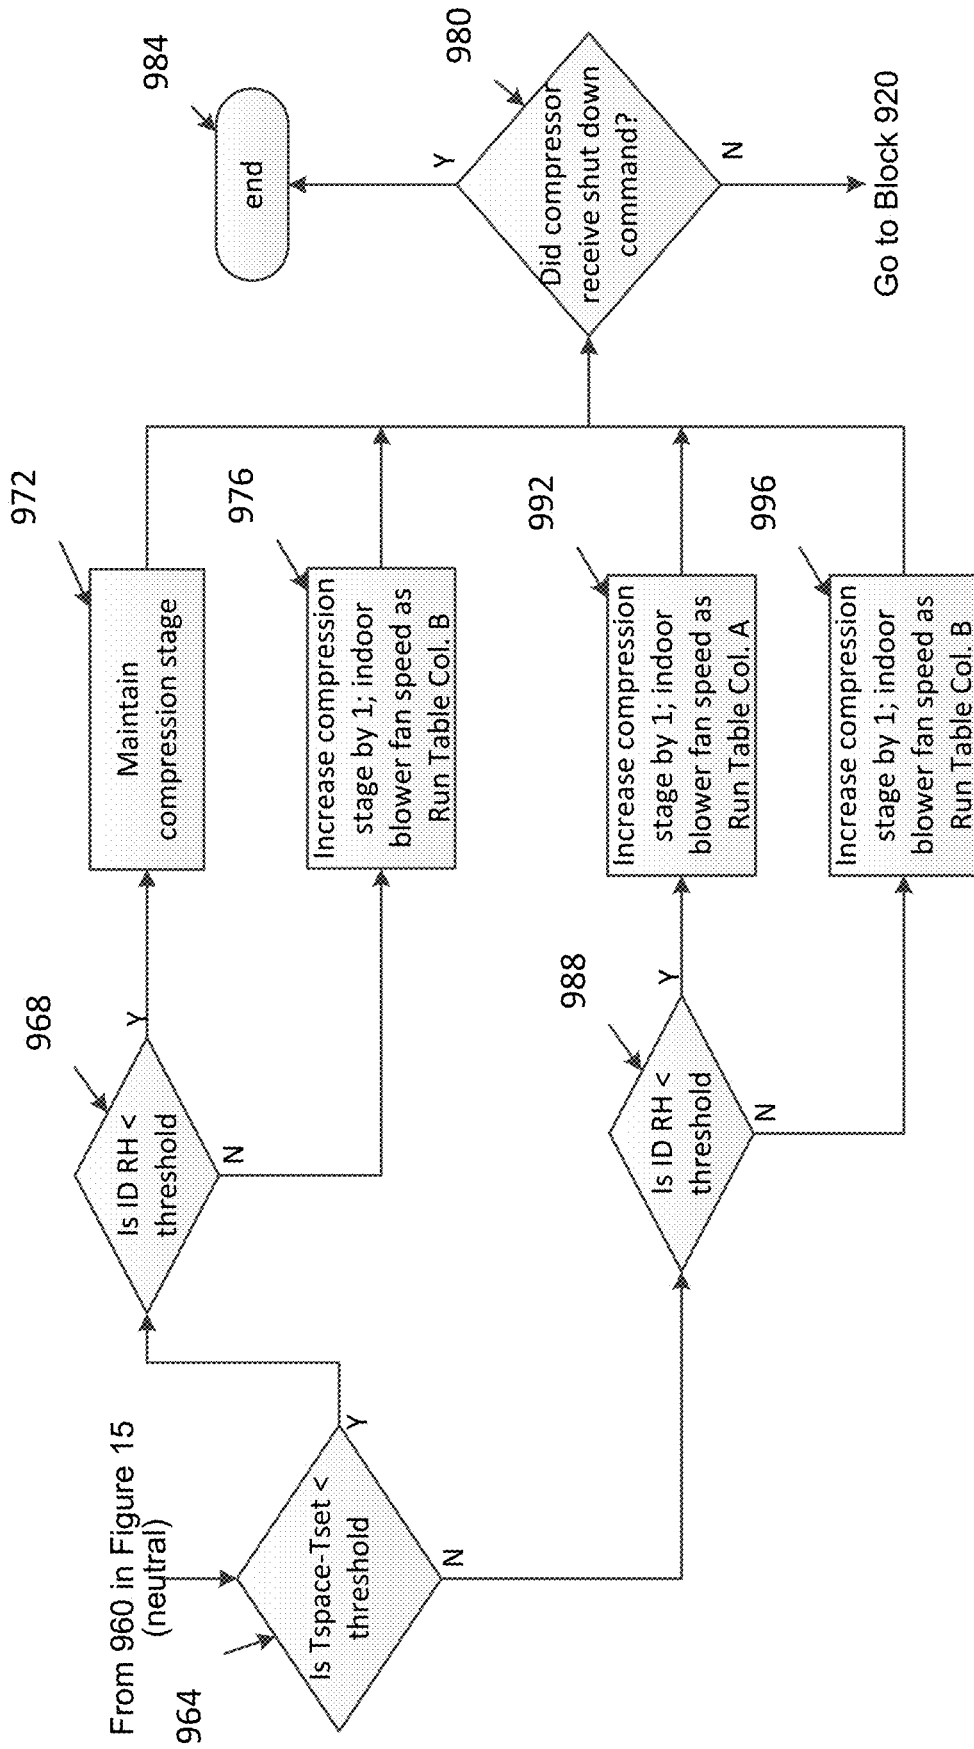 From 960 in Figure 15
(neutral)
964
Is Tspace-Tset <
threshold
Y
N
968
Is ID RH <
threshold
Y
N
972
Maintain
compression stage
976
Increase compression
stage by 1; indoor
blower fan speed as
Run Table Col. B
988
Is ID RH <
threshold
Y
N
992
Increase compression
stage by 1; indoor
blower fan speed as
Run Table Col. A
996
Increase compression
stage by 1; indoor
blower fan speed as
Run Table Col. B
984
end
980
Did compressor
receive shut down
command?
Y
N
Go to Block 920